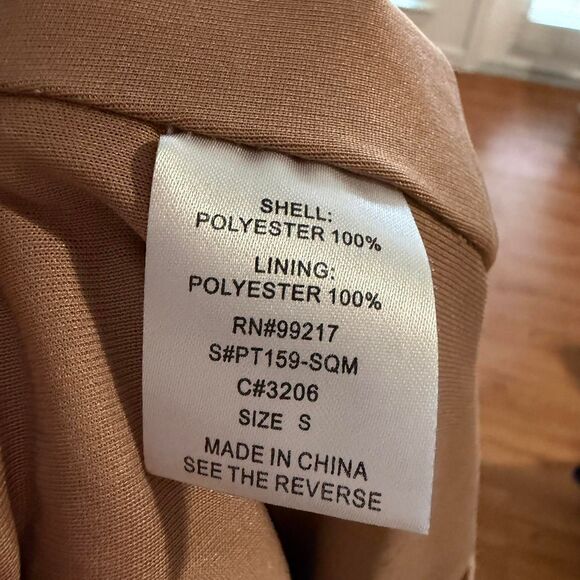 SHELL:
POLYESTER 100%
LINING:
POLYESTER 100%
RN#99217
S#PT159-SQM
C#3206
SIZE S
MADE IN CHINA
SEE THE REVERSE